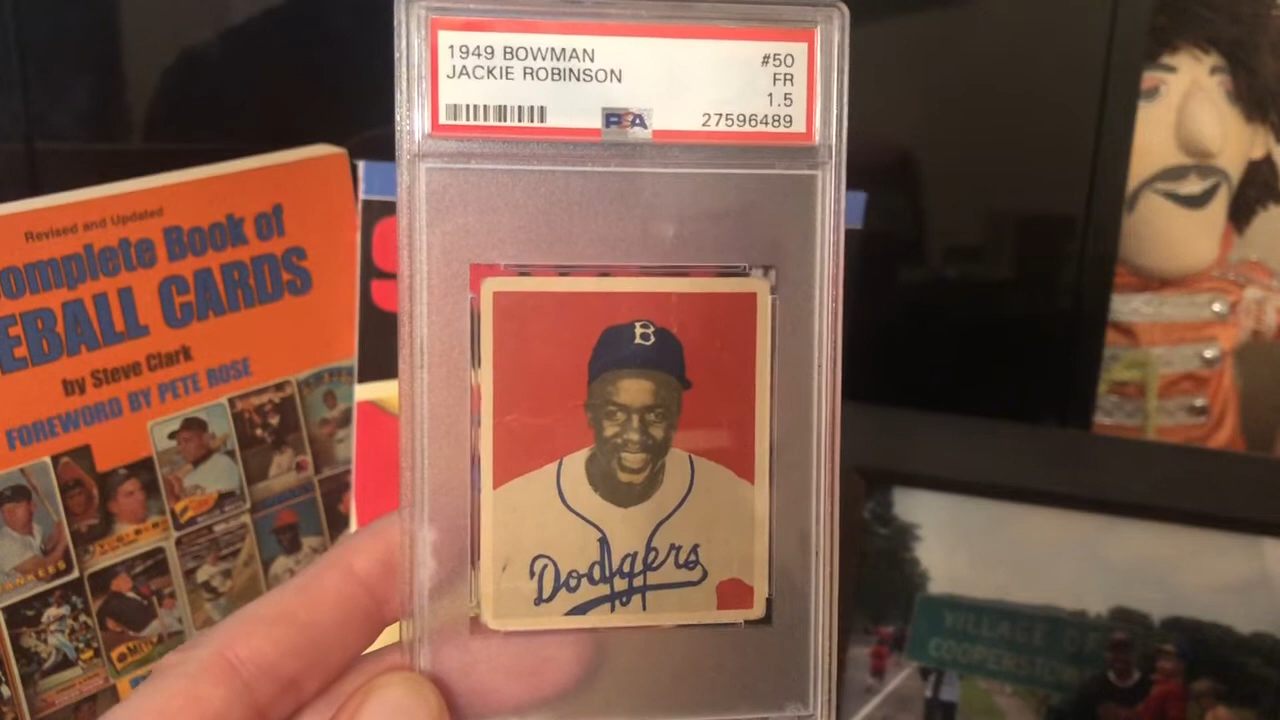 1949 BOWMAN #50
JACKIE ROBINSON FR
1.5
PSA 27596489
Revised and Updated
omplete Book of
EBALL CARDS
by Steve Clark
FOREWORD BY PETE ROSE
B
Dodgers
VILLAGE OF
COOPERSTOWN